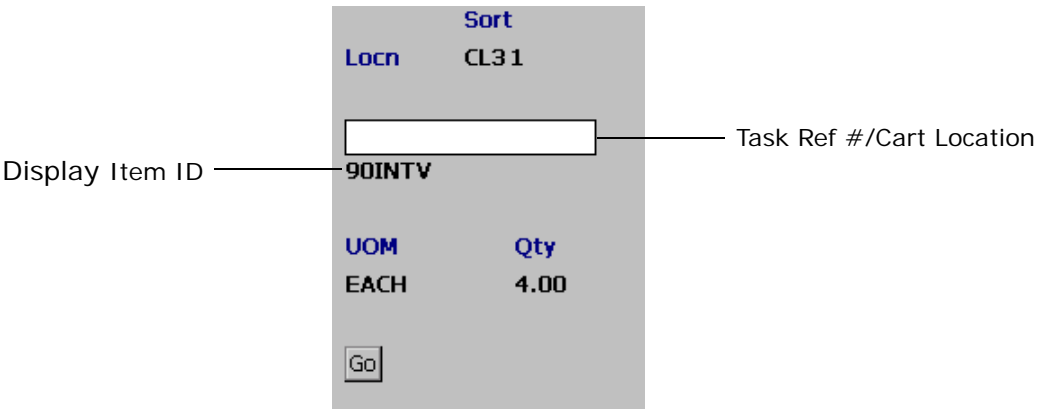 Sort
Locn CL31
Task Ref #/Cart Location
Display Item ID
90INTV
UOM Qty
EACH 4.00
Go